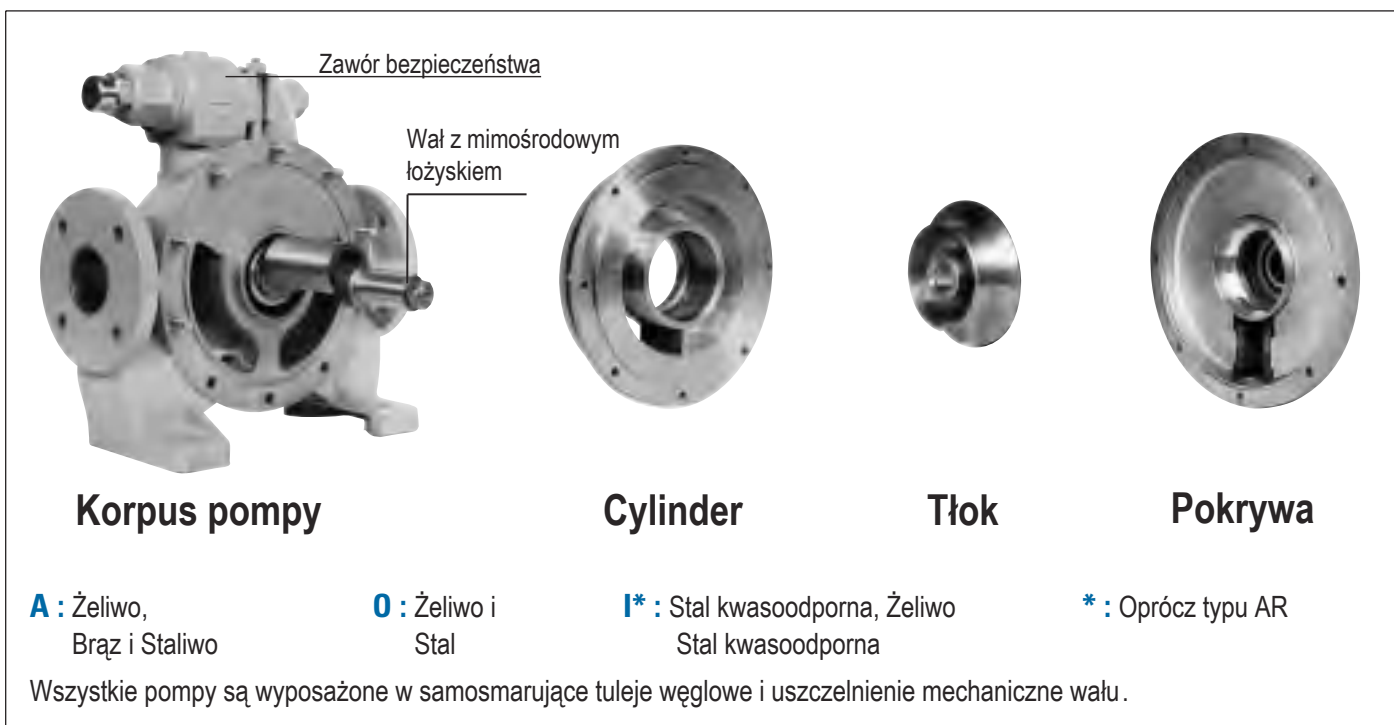 Zawór bezpieczeństwa
Wał z mimośrodowym
łożyskiem
Korpus pompy
Cylinder
Tłok
Pokrywa
A : Żeliwo,
Brąz i Staliwo
O : Żeliwo i
Stal
I* : Stal kwasoodporna, Żeliwo
Stal kwasoodporna
* : Oprócz typu AR
Wszystkie pompy są wyposażone w samosmarujące tuleje węglowe i uszczelnienie mechaniczne wału.